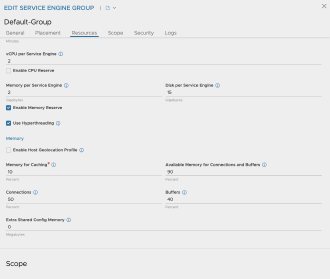 EDIT SERVICE ENGINE GROUP
Default-Group
General Placement Resources Scope Security Logs
vCPU per Service Engine
2
Enable CPU Reserve
Memory per Service Engine Disk per Service Engine
2 15
Gigabytes Gigabytes
Enable Memory Reserve
Use Hyperthreading
Memory
Enable Host Geolocation Profile
Memory for Caching* Available Memory for Connections and Buffers
10 90
Percent Percent
Connections Buffers
50 40
Percent Percent
Extra Shared Config Memory
0
Megabytes
Scope